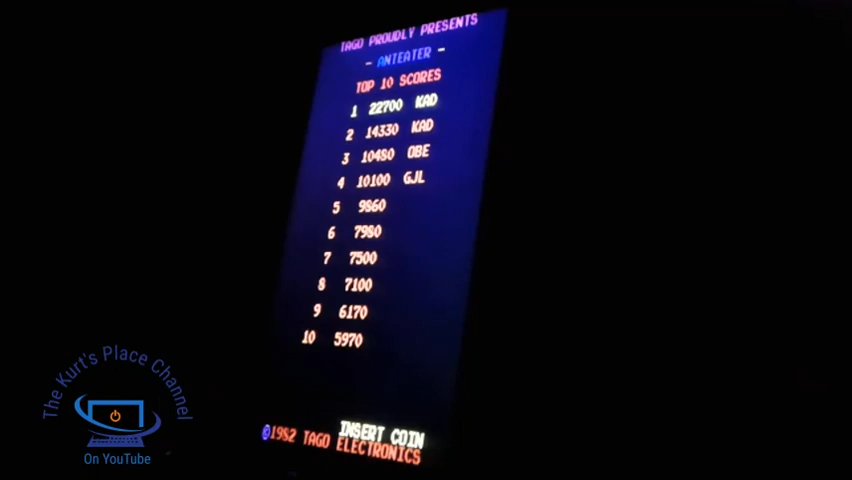 TAGO PROUDLY PRESENTS
- ANTEATER -
TOP 10 SCORES
1 22700 KAD
2 14330 KAD
3 10480 OBE
4 10100 GJL
5 9860
6 7980
7 7500
8 7100
9 6170
10 5970
INSERT COIN
©1982 TAGO ELECTRONICS
The Kurt's Place Channel
On YouTube